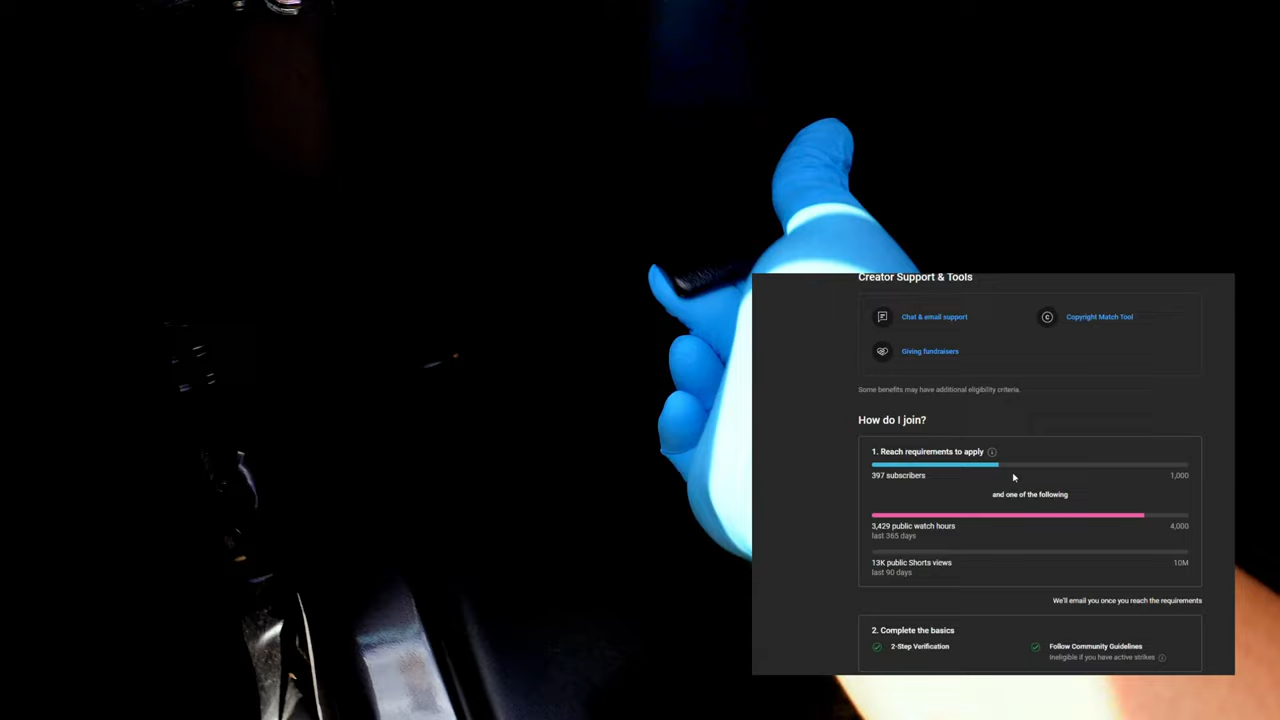 Creator Support & Tools
Chat & email support
Copyright Match Tool
Giving fundraisers
Some benefits may have additional eligibility criteria.
How do I join?
1. Reach requirements to apply
397 subscribers 1,000
and one of the following
3,429 public watch hours 4,000
last 365 days
13K public Shorts views 10M
last 90 days
We'll email you once you reach the requirements
2. Complete the basics
2-Step Verification
Follow Community Guidelines
Ineligible if you have active strikes